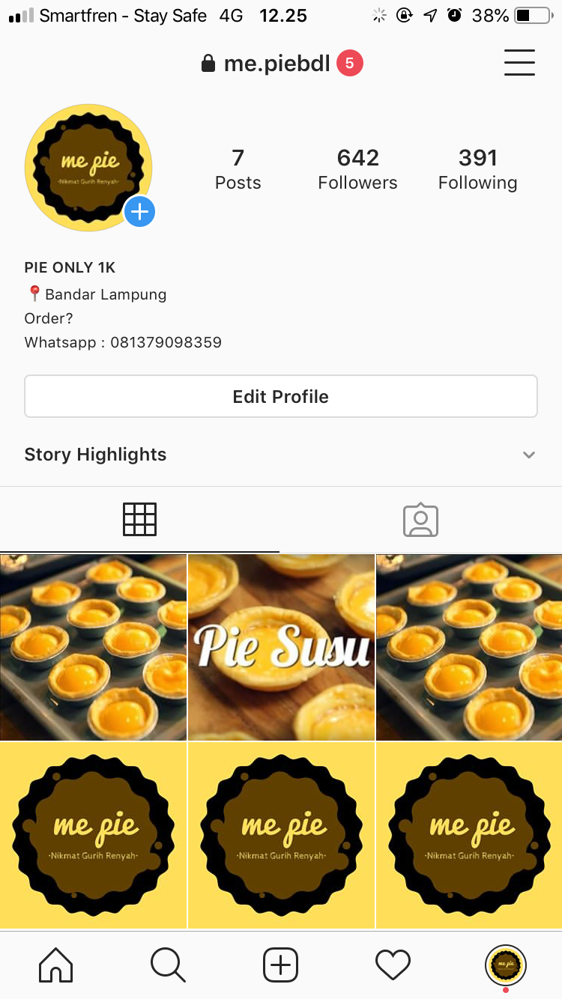 Smartfren - Stay Safe 4G 12.25 38%
me.piebdl 5
me pie
-Nikmat Gurih Renyah-
7 642 391
Posts Followers Following
PIE ONLY 1K
📍Bandar Lampung
Order?
Whatsapp : 081379098359
Edit Profile
Story Highlights
Pie Susu
me pie me pie me pie
-Nikmat Gurih Renyah- -Nikmat Gurih Renyah- -Nikmat Gurih Renyah-
me pie